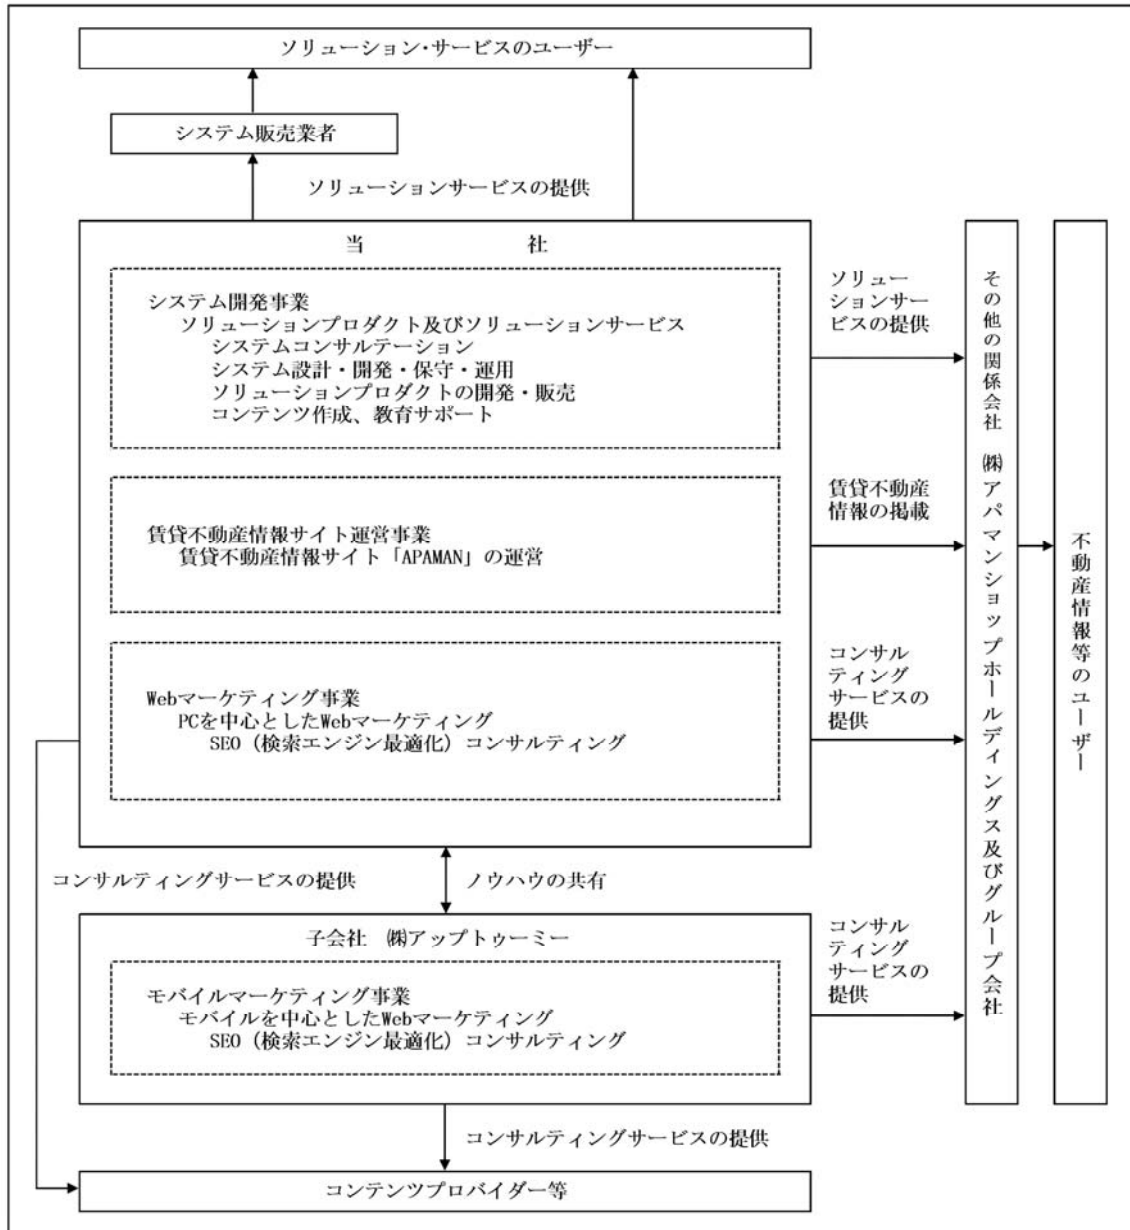 ソリューション・サービスのユーザー
システム販売業者
ソリューションサービスの提供
当　社
システム開発事業
ソリューションプロダクト及びソリューションサービス
システムコンサルテーション
システム設計・開発・保守・運用
ソリューションプロダクトの開発・販売
コンテンツ作成、教育サポート
ソリュー
ションサー
ビスの提供
賃貸不動産情報サイト運営事業
賃貸不動産情報サイト「APAMAN」の運営
賃貸不動産
情報の掲載
Webマーケティング事業
PCを中心としたWebマーケティング
SEO（検索エンジン最適化）コンサルティング
コンサル
ティング
サービスの
提供
コンサルティングサービスの提供
ノウハウの共有
子会社　㈱アップトゥーミー
モバイルマーケティング事業
モバイルを中心としたWebマーケティング
SEO（検索エンジン最適化）コンサルティング
コンサル
ティング
サービスの
提供
コンサルティングサービスの提供
コンテンツプロバイダー等
その他の関係会社　㈱アパマンショップホールディングス及びグループ会社
不動産情報等のユーザー